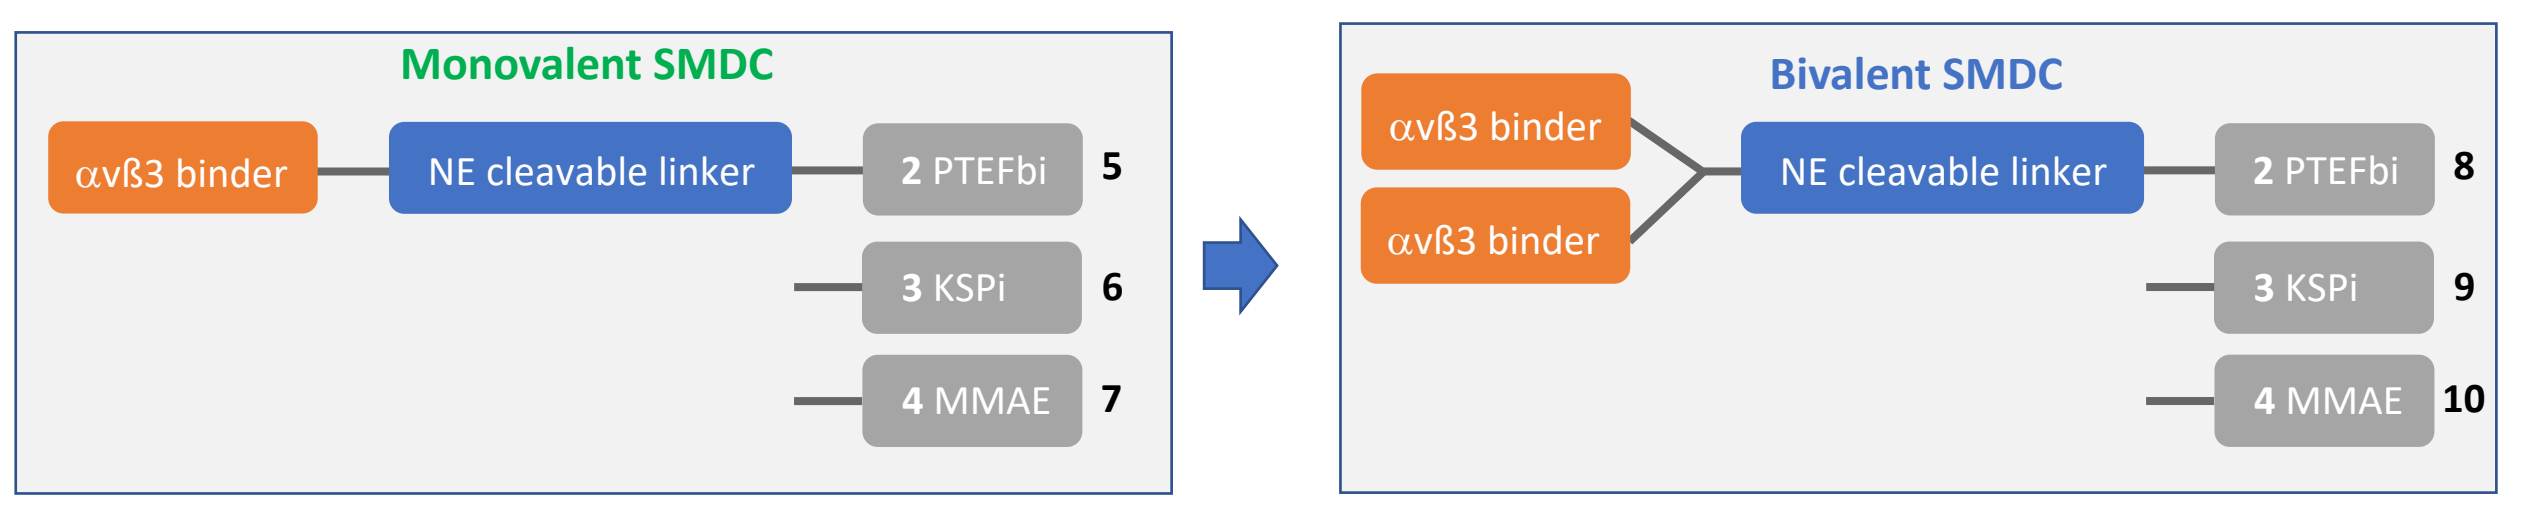 Monovalent SMDC
αvß3 binder
NE cleavable linker
2 PTEFbi
5
3 KSPi
6
4 MMAE
7
Bivalent SMDC
αvß3 binder
αvß3 binder
NE cleavable linker
2 PTEFbi
8
3 KSPi
9
4 MMAE
10